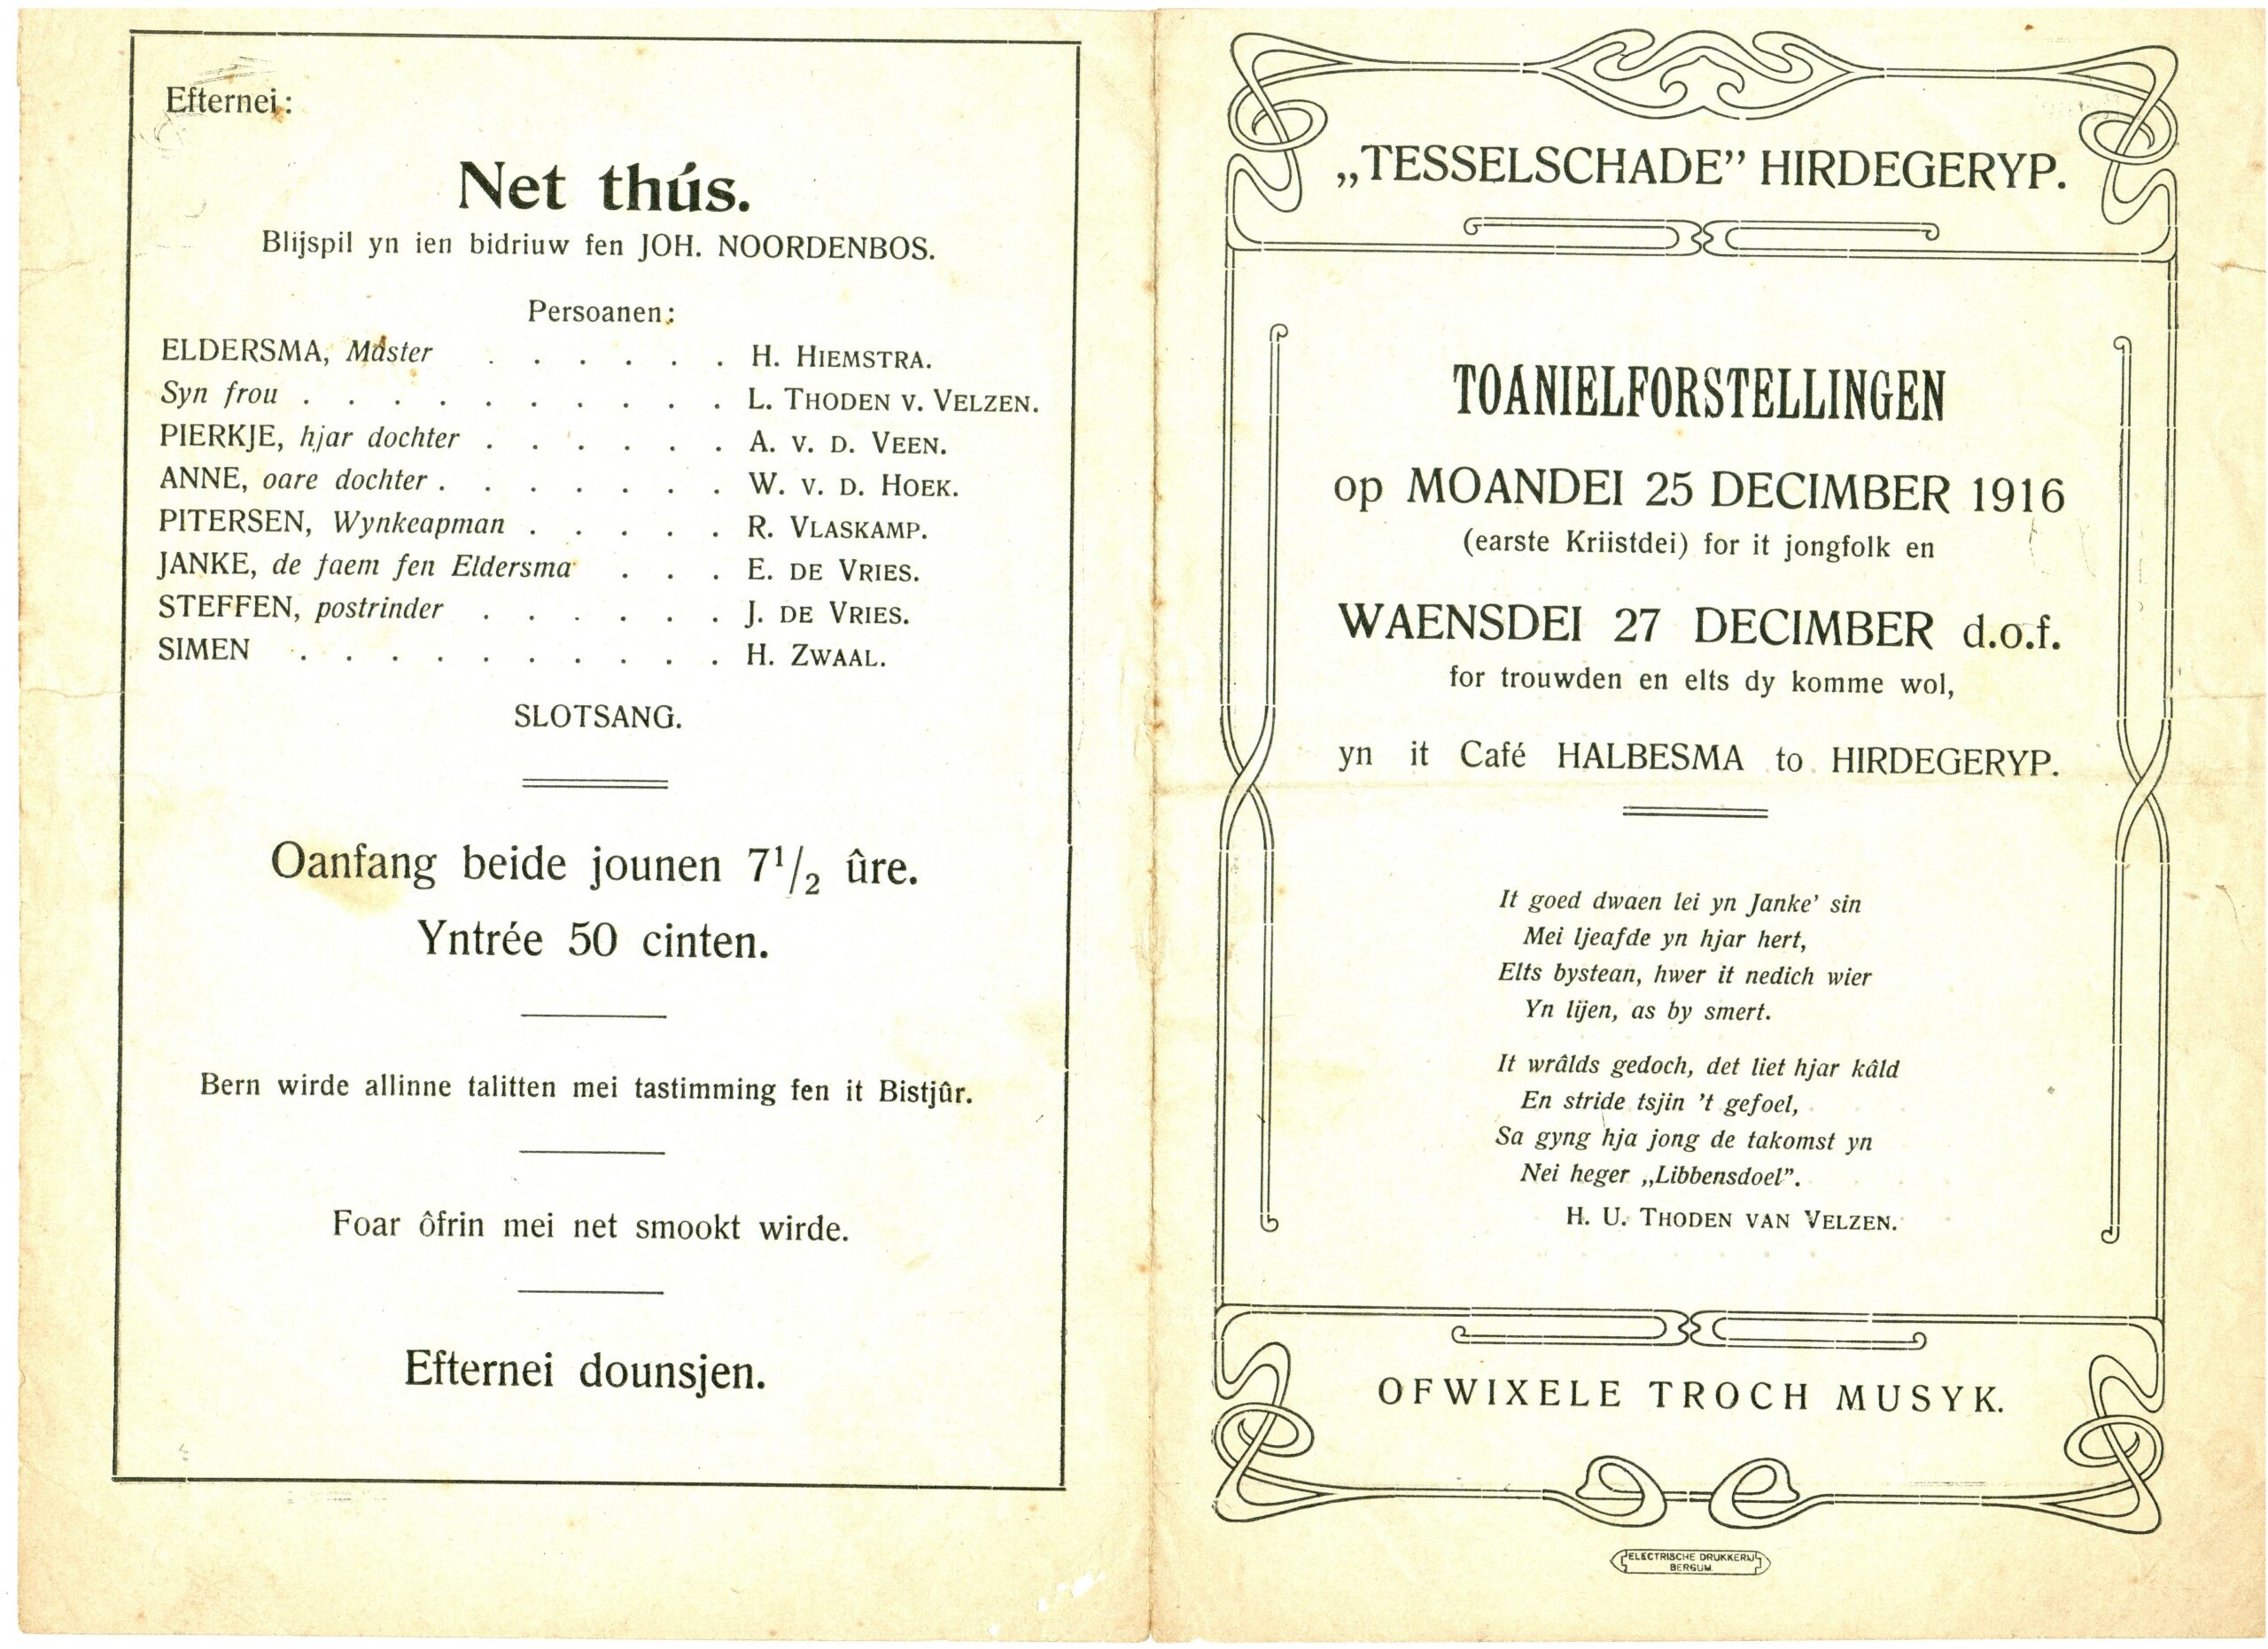 Efternei:
Net thús.
Blijspil yn ien bidriuw fen JOH. NOORDENBOS.
Persoanen:
ELDERSMA, Máster . . . . . . H. HIEMSTRA.
Syn frou . . . . . . . . . . L. THODEN V. VELZEN.
PIERKJE, hjar dochter . . . . . . A. V. D. VEEN.
ANNE, oare dochter . . . . . . . W. V. D. HOEK.
PITERSEN, Wynkeapman . . . . . R. VLASKAMP.
JANKE, de faem fen Eldersma . . . E. DE VRIES.
STEFFEN, postrinder . . . . . . J. DE VRIES.
SIMEN . . . . . . . . . . H. ZWAAL.
SLOTSANG.
Oanfang beide jounen 7 1/2 ûre.
Yntrée 50 cinten.
Bern wirde allinne talitten mei tastimming fen it Bistjûr.
Foar ôfrin mei net smookt wirde.
Efternei dounsjen.
„TESSELSCHADE” HIRDEGERYP.
TOANIELFORSTELLINGEN
op MOANDEI 25 DECIMBER 1916
(earste Kriistdei) for it jongfolk en
WAENSDEI 27 DECIMBER d.o.f.
for trouwden en elts dy komme wol,
yn it Café HALBESMA to HIRDEGERYP.
It goed dwaen lei yn Janke’ sin
Mei ljeafde yn hjar hert,
Elts bystean, hwer it nedich wier
Yn lijen, as by smert.
It wrâlds gedoch, det liet hjar kâld
En stride tsjin ’t gefoel,
Sa gyng hja jong de takomst yn
Nei heger „Libbensdoel”.
H. U. THODEN VAN VELZEN.
OFWIXELE TROCH MUSYK.
ELECTRISCHE DRUKKERIJ
BERGUM